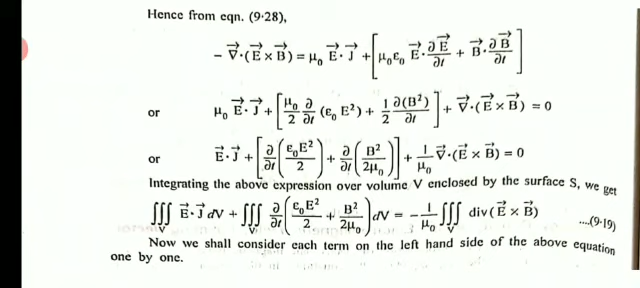 Hence from eqn. (9·28),
− ∇⃗·(E⃗ × B⃗) = μ₀ E⃗·J⃗ + [μ₀ε₀ E⃗·∂E⃗/∂t + B⃗·∂B⃗/∂t]
or μ₀ E⃗·J⃗ + [μ₀/2 ∂/∂t (ε₀ E²) + 1/2 ∂(B²)/∂t] + ∇⃗·(E⃗ × B⃗) = 0
or E⃗·J⃗ + [∂/∂t (ε₀E²/2) + ∂/∂t (B²/2μ₀)] + 1/μ₀ ∇⃗·(E⃗ × B⃗) = 0
Integrating the above expression over volume V enclosed by the surface S, we get
∭_V E⃗·J⃗ dV + ∭_V ∂/∂t (ε₀E²/2 + B²/2μ₀) dV = − 1/μ₀ ∭_V div (E⃗ × B⃗) ....(9·19)
Now we shall consider each term on the left hand side of the above equation
one by one.